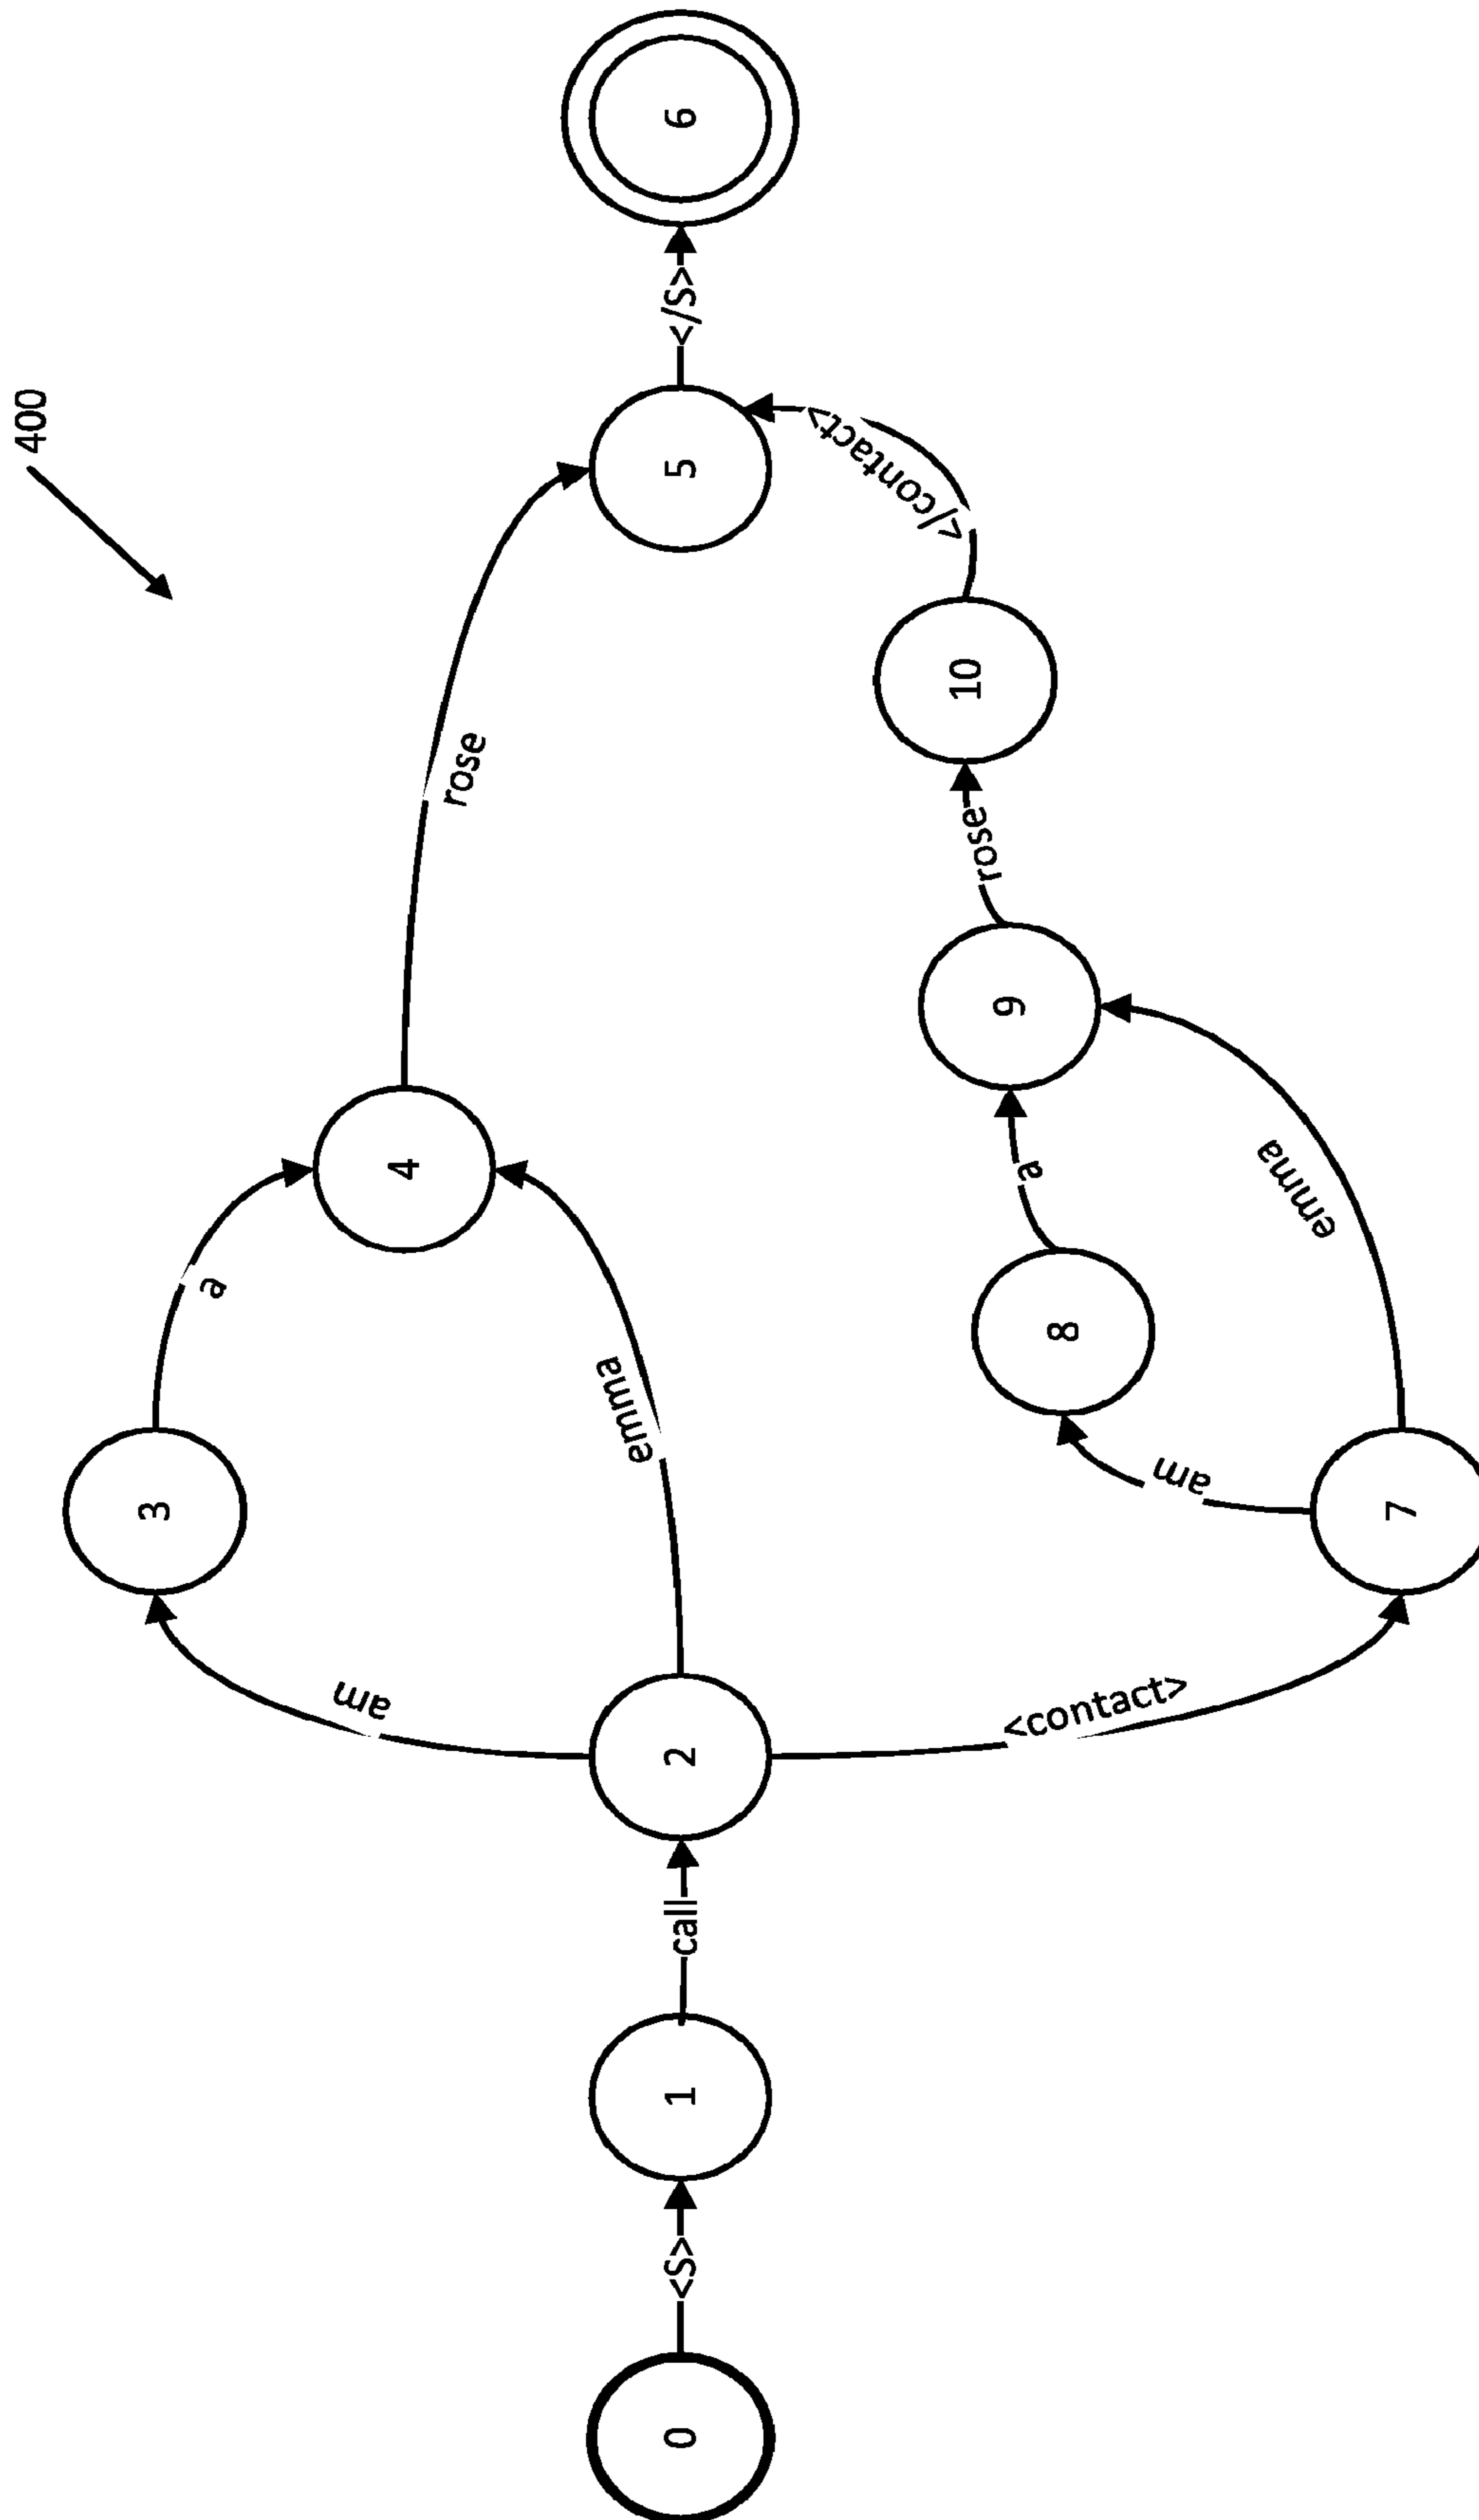 400
3
a
am
4
rose
emma
0
<S>
1
call
2
5
</S>
6
<contact>
</contact>
10
rose
9
a
8
am
emma
7